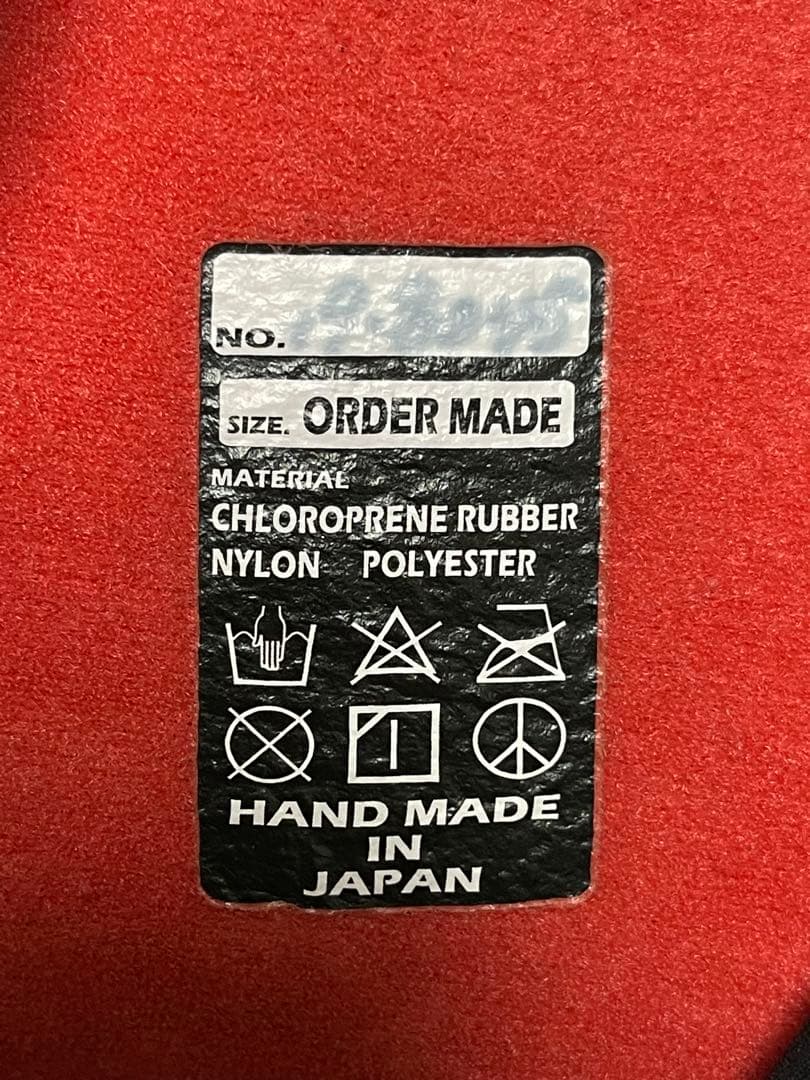 NO.
SIZE. ORDER MADE
MATERIAL
CHLOROPRENE RUBBER
NYLON POLYESTER
HAND MADE
IN
JAPAN